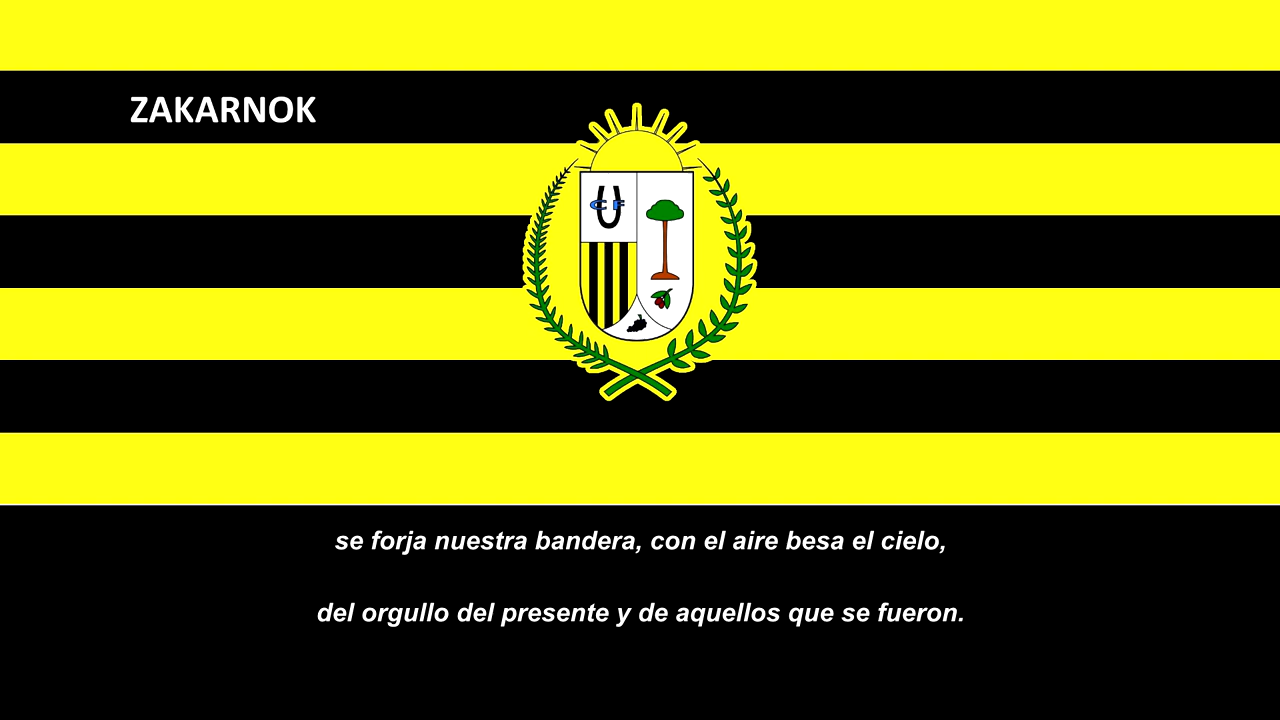 ZAKARNOK
U
C F
se forja nuestra bandera, con el aire besa el cielo,
del orgullo del presente y de aquellos que se fueron.